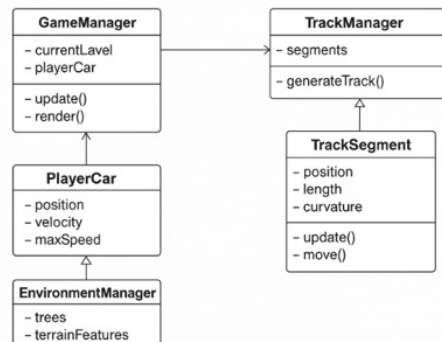 GameManager
– currentLavel
– playerCar
– update()
– render()
TrackManager
– segments
– generateTrack()
TrackSegment
– position
– length
– curvature
– update()
– move()
PlayerCar
– position
– velocity
– maxSpeed
EnvironmentManager
– trees
– terrainFeatures